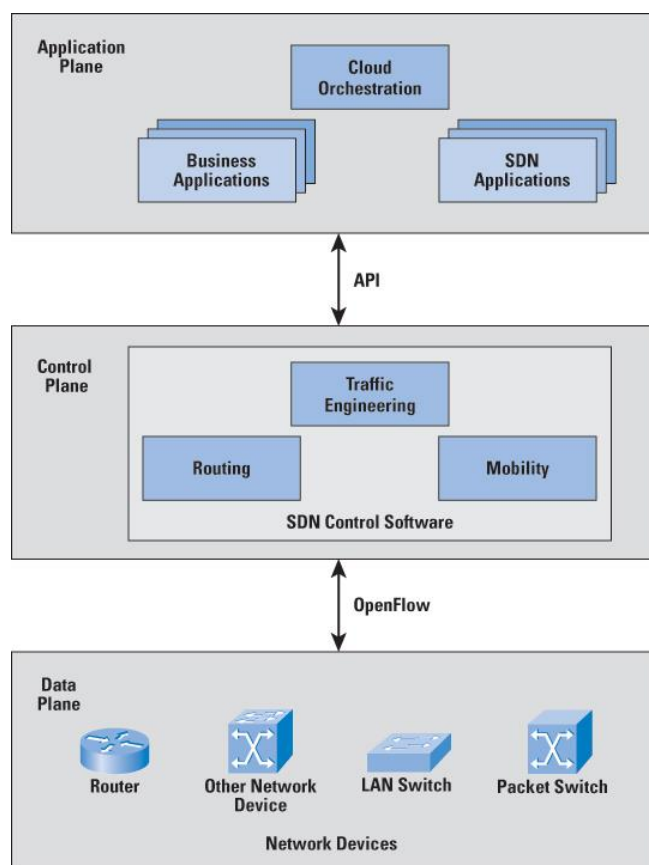 Application
Plane
Cloud
Orchestration
Business
Applications
SDN
Applications
API
Control
Plane
Traffic
Engineering
Routing
Mobility
SDN Control Software
OpenFlow
Data
Plane
Router
Other Network
Device
LAN Switch
Packet Switch
Network Devices